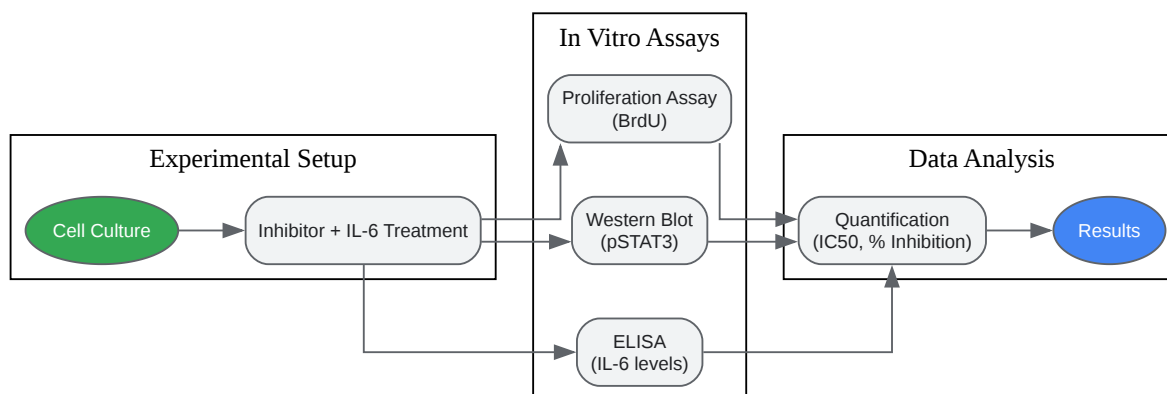 Experimental Setup
Cell Culture
Inhibitor + IL-6 Treatment
In Vitro Assays
Proliferation Assay
(BrdU)
Western Blot
(pSTAT3)
ELISA
(IL-6 levels)
Data Analysis
Quantification
(IC50, % Inhibition)
Results